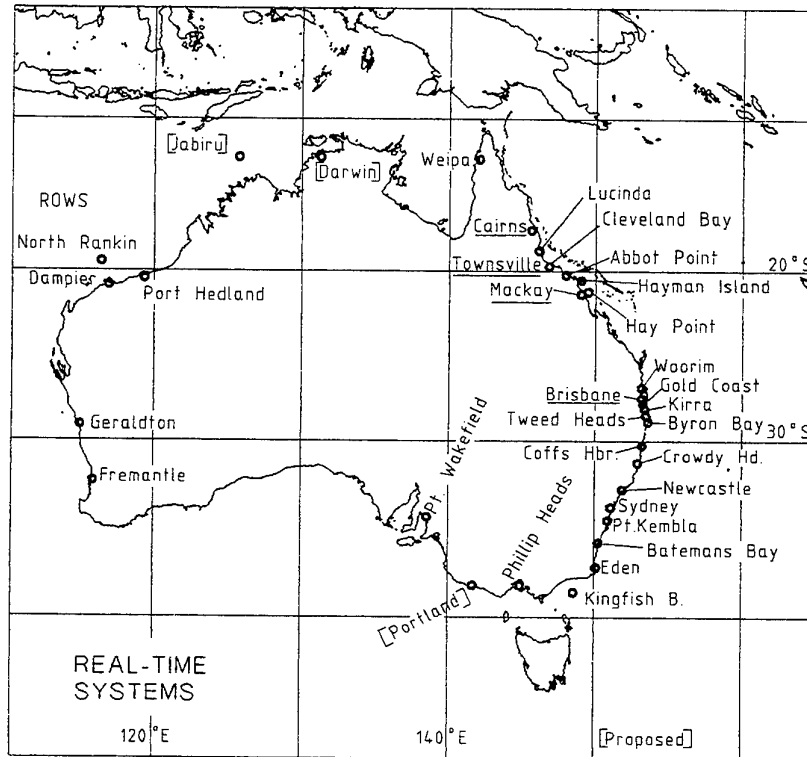 [Jabiru]
[Darwin]
Weipa
ROWS
Lucinda
Cairns
Cleveland Bay
North Rankin
Townsville
Abbot Point
20°S
Dampier
Port Hedland
Hayman Island
Mackay
Hay Point
Woorim
Gold Coast
Brisbane
Kirra
Tweed Heads
Byron Bay
Geraldton
30°S
Coffs Hbr.
Crowdy Hd.
Pt. Wakefield
Fremantle
Newcastle
Phillip Heads
Sydney
Pt.Kembla
Batemans Bay
Eden
Kingfish B.
[Portland]
REAL-TIME
SYSTEMS
120°E
140°E
[Proposed]